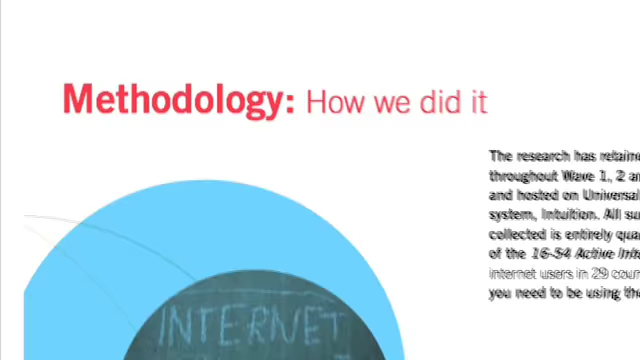 Methodology: How we did it
The research has retaine
throughout Wave 1, 2 a
and hosted on Universal
system, Intuition. All su
collected is entirely qua
of the 16-54 Active Inte
internet users in 29 coun
you need to be using the
INTERNET